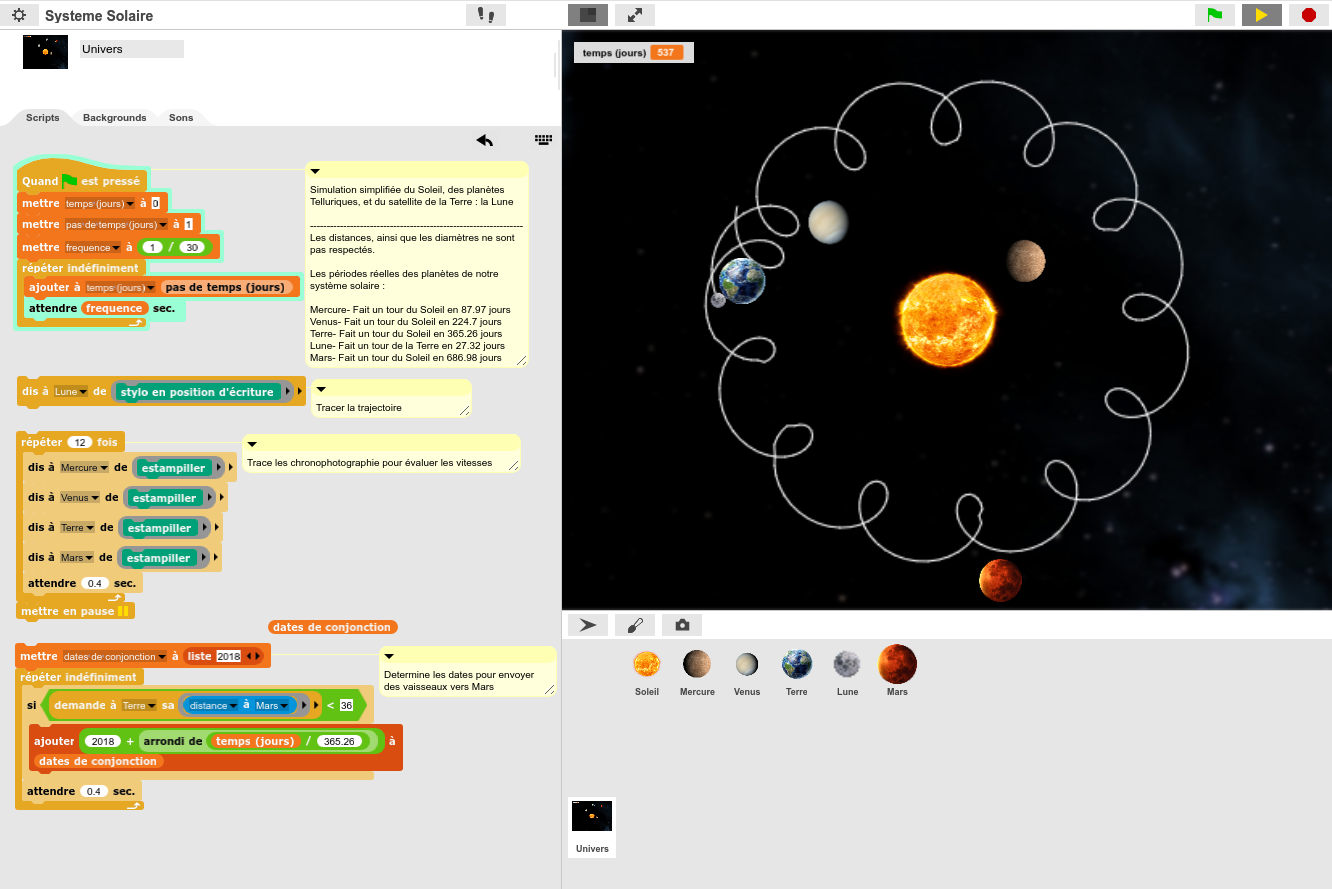 Systeme Solaire
Univers
Scripts
Backgrounds
Sons
Quand est pressé
mettre temps (jours) à 0
mettre pas de temps (jours) à 1
mettre frequence à 1 / 30
répéter indéfiniment
ajouter à temps (jours) pas de temps (jours)
attendre frequence sec.
Simulation simplifiée du Soleil, des planètes
Telluriques, et du satellite de la Terre : la Lune
--------------------------------------------------------------
Les distances, ainsi que les diamètres ne sont
pas respectés.
Les périodes réelles des planètes de notre
système solaire :
Mercure- Fait un tour du Soleil en 87.97 jours
Venus- Fait un tour du Soleil en 224.7 jours
Terre- Fait un tour du Soleil en 365.26 jours
Lune- Fait un tour de la Terre en 27.32 jours
Mars- Fait un tour du Soleil en 686.98 jours
dis à Lune de stylo en position d'écriture
Tracer la trajectoire
répéter 12 fois
dis à Mercure de estampiller
dis à Venus de estampiller
dis à Terre de estampiller
dis à Mars de estampiller
attendre 0.4 sec.
mettre en pause
Trace les chronophotographie pour évaluer les vitesses
dates de conjonction
mettre dates de conjonction à liste 2018
répéter indéfiniment
si demande à Terre sa distance à Mars < 36
ajouter 2018 + arrondi de temps (jours) / 365.26 à
dates de conjonction
attendre 0.4 sec.
Determine les dates pour envoyer
des vaisseaux vers Mars
temps (jours) 537
Soleil
Mercure
Venus
Terre
Lune
Mars
Univers